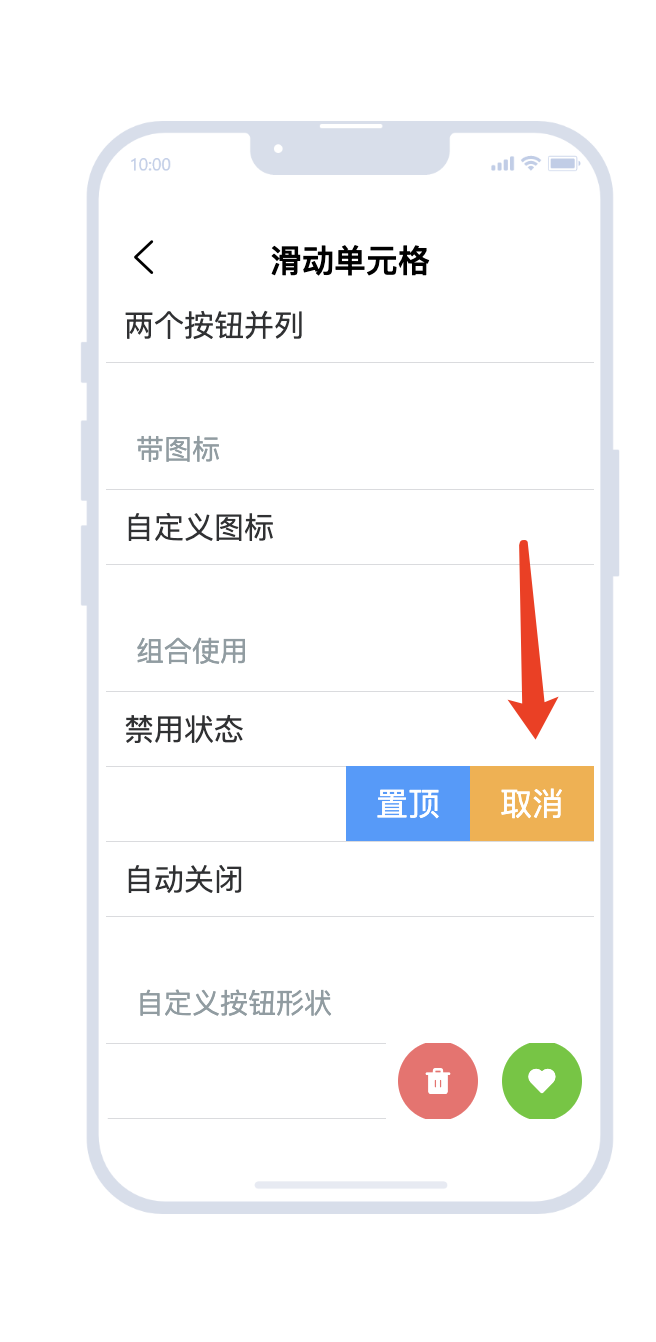 10:00
滑动单元格
两个按钮并列
带图标
自定义图标
组合使用
禁用状态
置顶 取消
自动关闭
自定义按钮形状